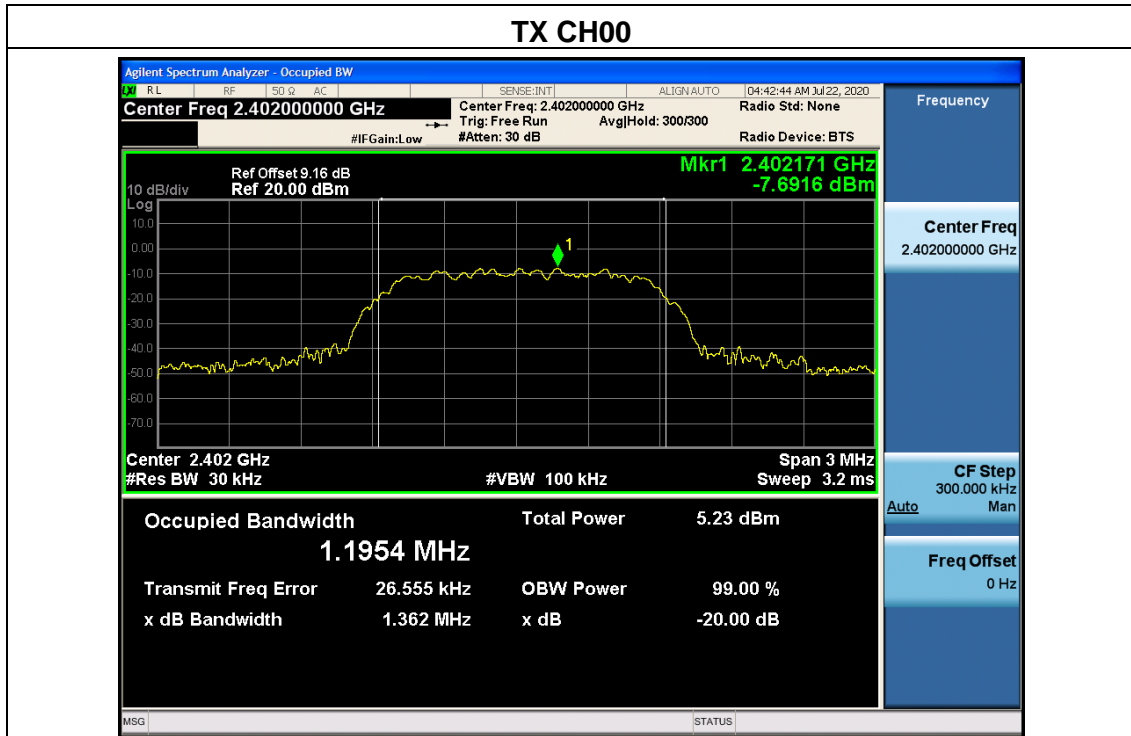 TX CH00
Agilent Spectrum Analyzer - Occupied BW
LXI RL RF 50 Ω AC SENSE:INT ALIGN AUTO 04:42:44 AM Jul 22, 2020
Center Freq 2.402000000 GHz
Center Freq: 2.402000000 GHz
Radio Std: None
Trig: Free Run Avg|Hold: 300/300
#IFGain:Low #Atten: 30 dB Radio Device: BTS
Mkr1 2.402171 GHz
-7.6916 dBm
Ref Offset 9.16 dB
10 dB/div Ref 20.00 dBm
Log
10.0
0.00
-10.0
-20.0
-30.0
-40.0
-50.0
-60.0
-70.0
1
Center 2.402 GHz Span 3 MHz
#Res BW 30 kHz #VBW 100 kHz Sweep 3.2 ms
Occupied Bandwidth Total Power 5.23 dBm
1.1954 MHz
Transmit Freq Error 26.555 kHz OBW Power 99.00 %
x dB Bandwidth 1.362 MHz x dB -20.00 dB
MSG STATUS
Frequency
Center Freq
2.402000000 GHz
CF Step
300.000 kHz
Auto Man
Freq Offset
0 Hz